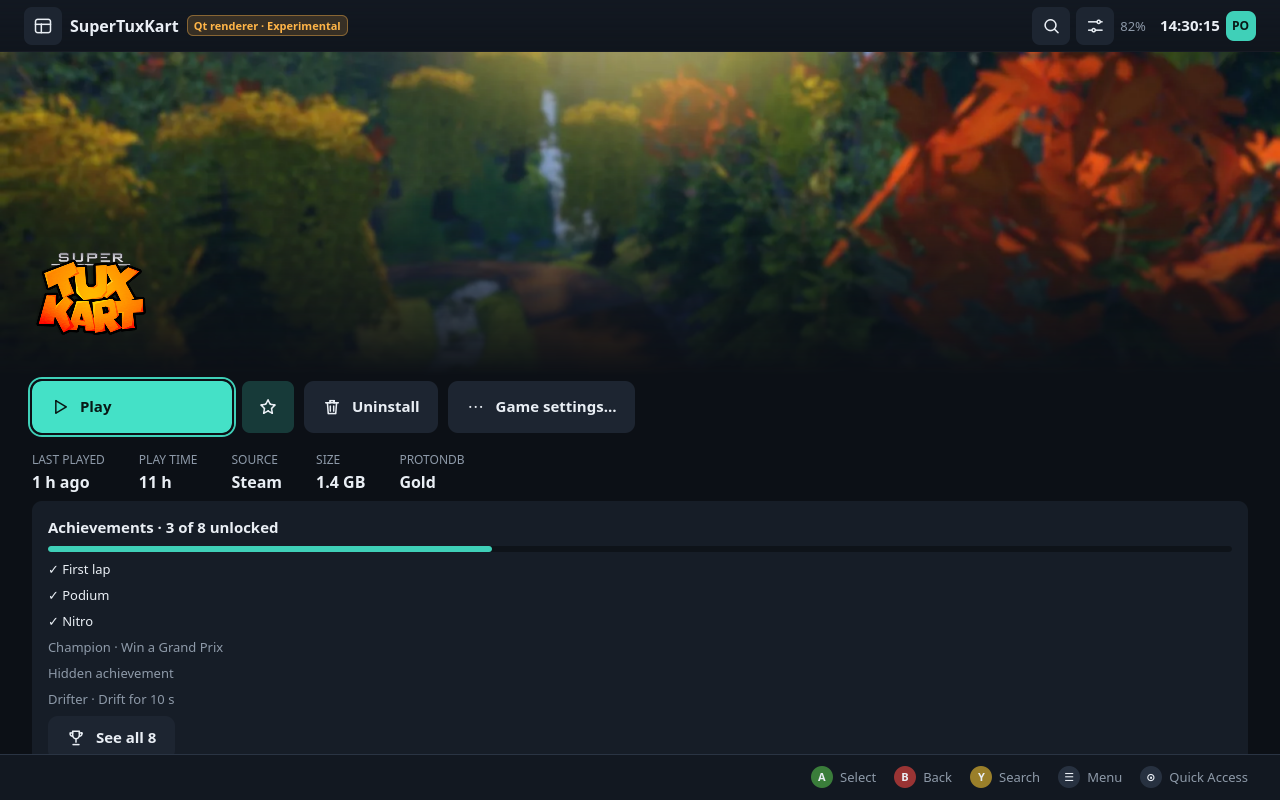 SuperTuxKart
Qt renderer · Experimental
82%
14:30:15
PO
SUPER
TUX
KART
Play
Uninstall
··· Game settings...
LAST PLAYED
1 h ago
PLAY TIME
11 h
SOURCE
Steam
SIZE
1.4 GB
PROTONDB
Gold
Achievements · 3 of 8 unlocked
✓ First lap
✓ Podium
✓ Nitro
Champion · Win a Grand Prix
Hidden achievement
Drifter · Drift for 10 s
See all 8
A Select
B Back
Y Search
☰ Menu
Quick Access